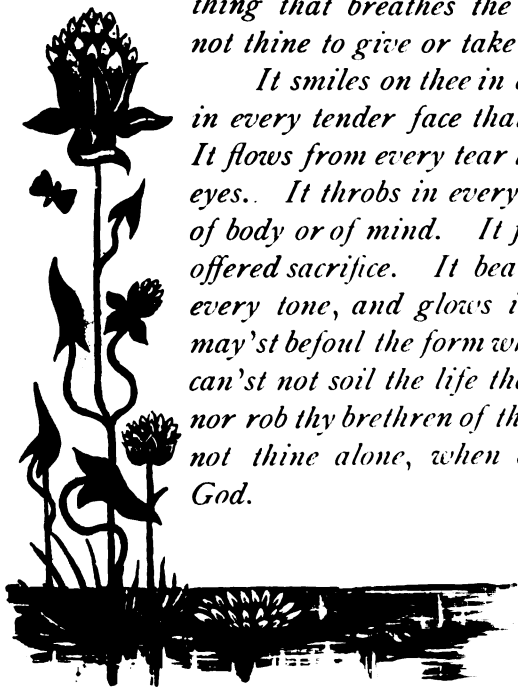 thing that breathes the
not thine to give or take
It smiles on thee in
in every tender face that
It flows from every tear
eyes.. It throbs in every
of body or of mind. It
offered sacrifice. It bea
every tone, and glows i
may'st befoul the form wh
can'st not soil the life tha
nor rob thy brethren of th
not thine alone, when
God.